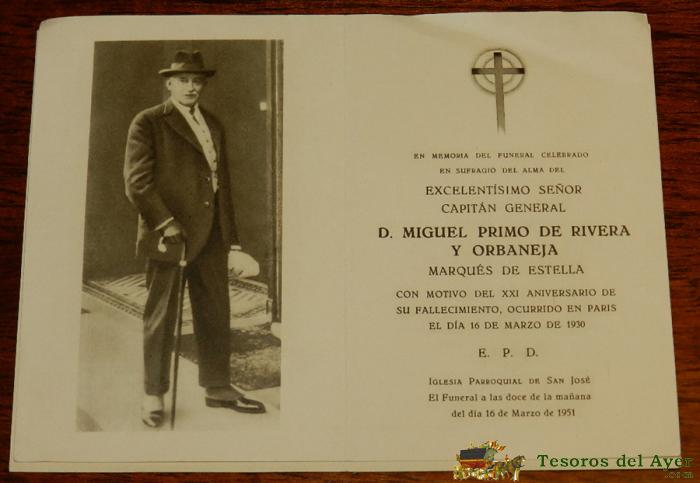 EN MEMORIA DEL FUNERAL CELEBRADO
EN SUFRAGIO DEL ALMA DEL
EXCELENTÍSIMO SEÑOR
CAPITÁN GENERAL
D. MIGUEL PRIMO DE RIVERA
Y ORBANEJA
MARQUÉS DE ESTELLA
CON MOTIVO DEL XXI ANIVERSARIO DE
SU FALLECIMIENTO, OCURRIDO EN PARIS
EL DÍA 16 DE MARZO DE 1930
E. P. D.
IGLESIA PARROQUIAL DE SAN JOSÉ
El Funeral a las doce de la mañana
del día 16 de Marzo de 1951
Tesoros del Ayer
.com